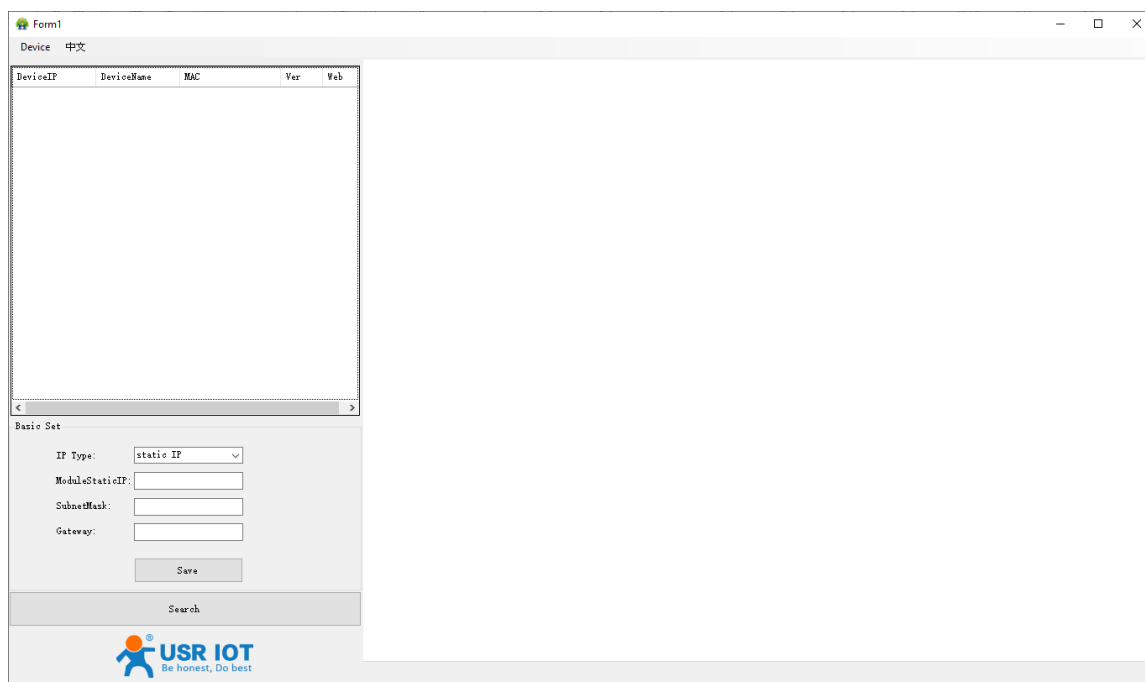 Form1
Device 中文
DeviceIP DeviceName MAC Ver Web
Basic Set
IP Type: static IP
ModuleStaticIP:
SubnetMask:
Gateway:
Save
Search
USR IOT ®
Be honest, Do best